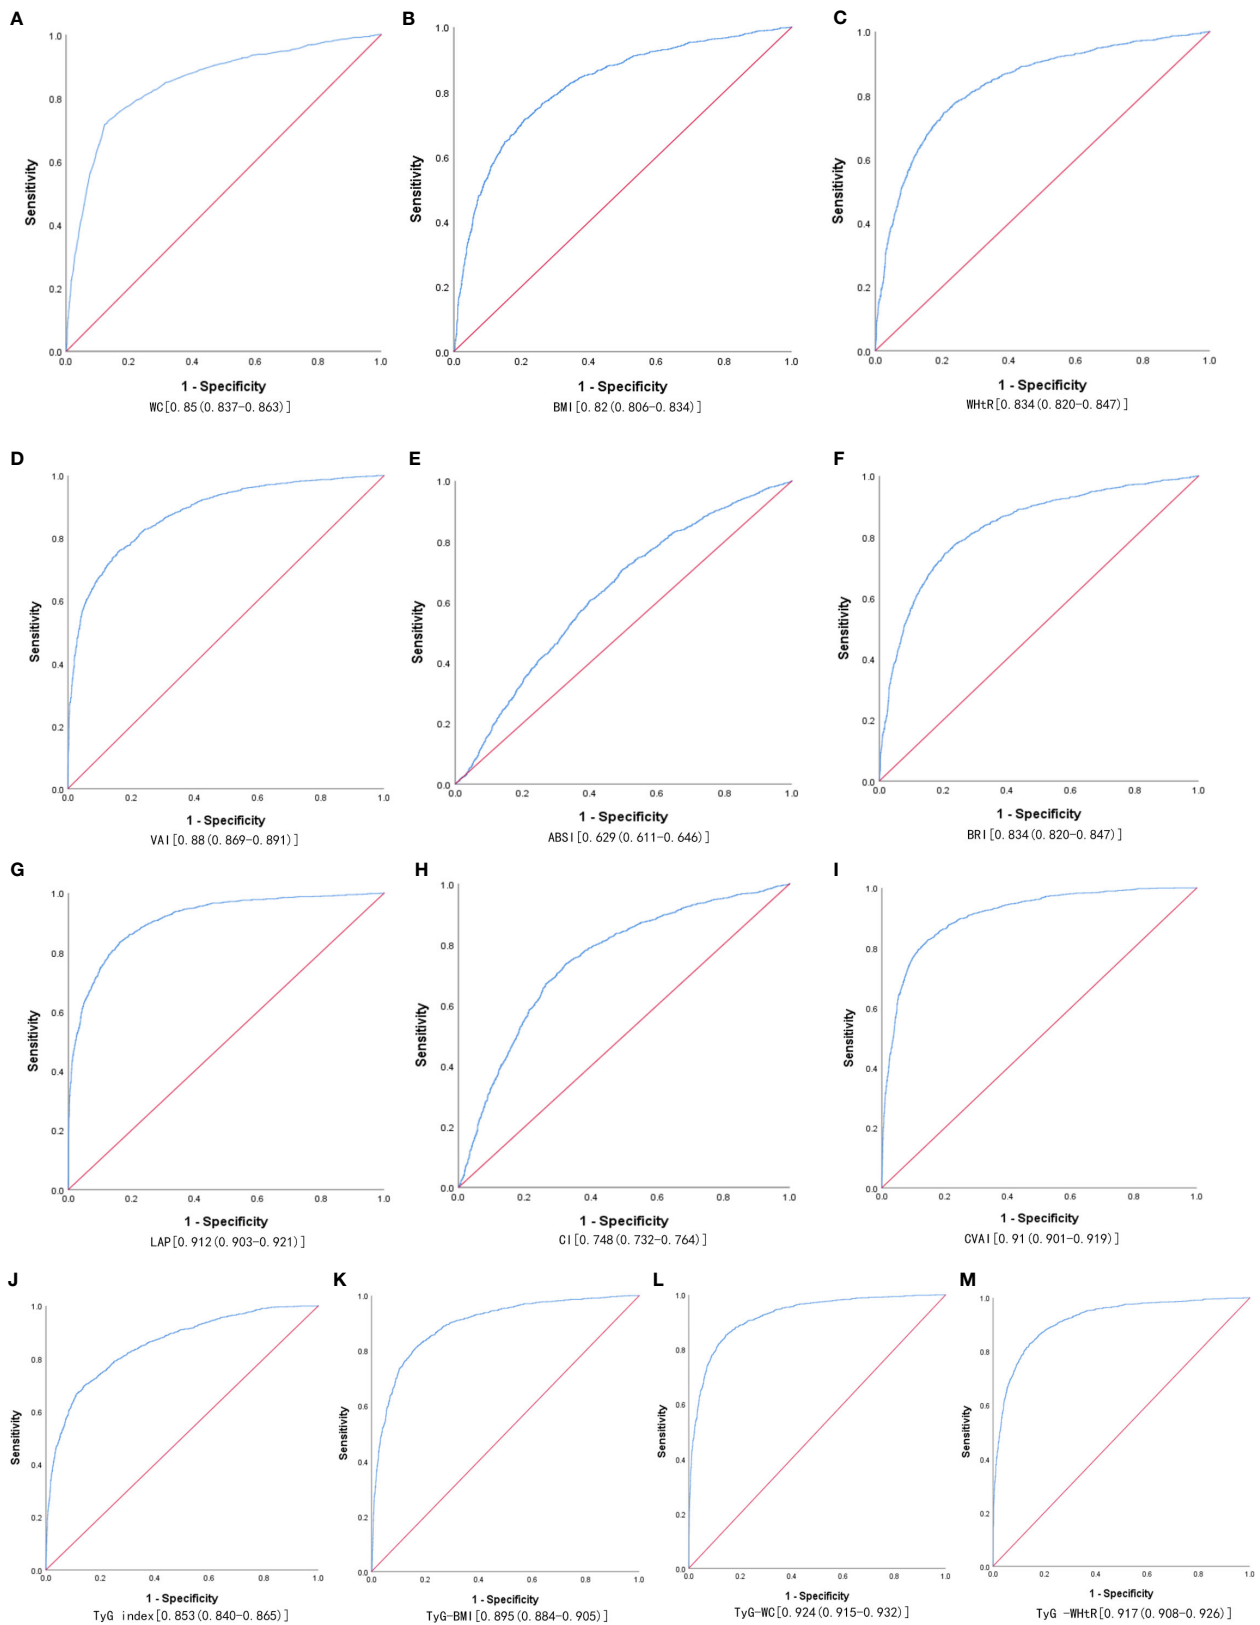 A
1.0
0.8
0.6
0.4
0.2
0.0
Sensitivity
0.0 0.2 0.4 0.6 0.8 1.0
1 - Specificity
WC[0.85(0.837-0.863)]
B
1.0
0.8
0.6
0.4
0.2
0.0
Sensitivity
0.0 0.2 0.4 0.6 0.8 1.0
1 - Specificity
BMI[0.82(0.806-0.834)]
C
1.0
0.8
0.6
0.4
0.2
0.0
Sensitivity
0.0 0.2 0.4 0.6 0.8 1.0
1 - Specificity
WHtR[0.834(0.820-0.847)]
D
1.0
0.8
0.6
0.4
0.2
0.0
Sensitivity
0.0 0.2 0.4 0.6 0.8 1.0
1 - Specificity
VAI[0.88(0.869-0.891)]
E
1.0
0.8
0.6
0.4
0.2
0.0
Sensitivity
0.0 0.2 0.4 0.6 0.8 1.0
1 - Specificity
ABSI[0.629(0.611-0.646)]
F
1.0
0.8
0.6
0.4
0.2
0.0
Sensitivity
0.0 0.2 0.4 0.6 0.8 1.0
1 - Specificity
BRI[0.834(0.820-0.847)]
G
1.0
0.8
0.6
0.4
0.2
0.0
Sensitivity
0.0 0.2 0.4 0.6 0.8 1.0
1 - Specificity
LAP[0.912(0.903-0.921)]
H
1.0
0.8
0.6
0.4
0.2
0.0
Sensitivity
0.0 0.2 0.4 0.6 0.8 1.0
1 - Specificity
CI[0.748(0.732-0.764)]
I
1.0
0.8
0.6
0.4
0.2
0.0
Sensitivity
0.0 0.2 0.4 0.6 0.8 1.0
1 - Specificity
CVAI[0.91(0.901-0.919)]
J
1.0
0.8
0.6
0.4
0.2
0.0
Sensitivity
0.0 0.2 0.4 0.6 0.8 1.0
1 - Specificity
TyG index[0.853(0.840-0.865)]
K
1.0
0.8
0.6
0.4
0.2
0.0
Sensitivity
0.0 0.2 0.4 0.6 0.8 1.0
1 - Specificity
TyG-BMI[0.895(0.884-0.905)]
L
1.0
0.8
0.6
0.4
0.2
0.0
Sensitivity
0.0 0.2 0.4 0.6 0.8 1.0
1 - Specificity
TyG-WC[0.924(0.915-0.932)]
M
1.0
0.8
0.6
0.4
0.2
0.0
Sensitivity
0.0 0.2 0.4 0.6 0.8 1.0
1 - Specificity
TyG -WHtR[0.917(0.908-0.926)]